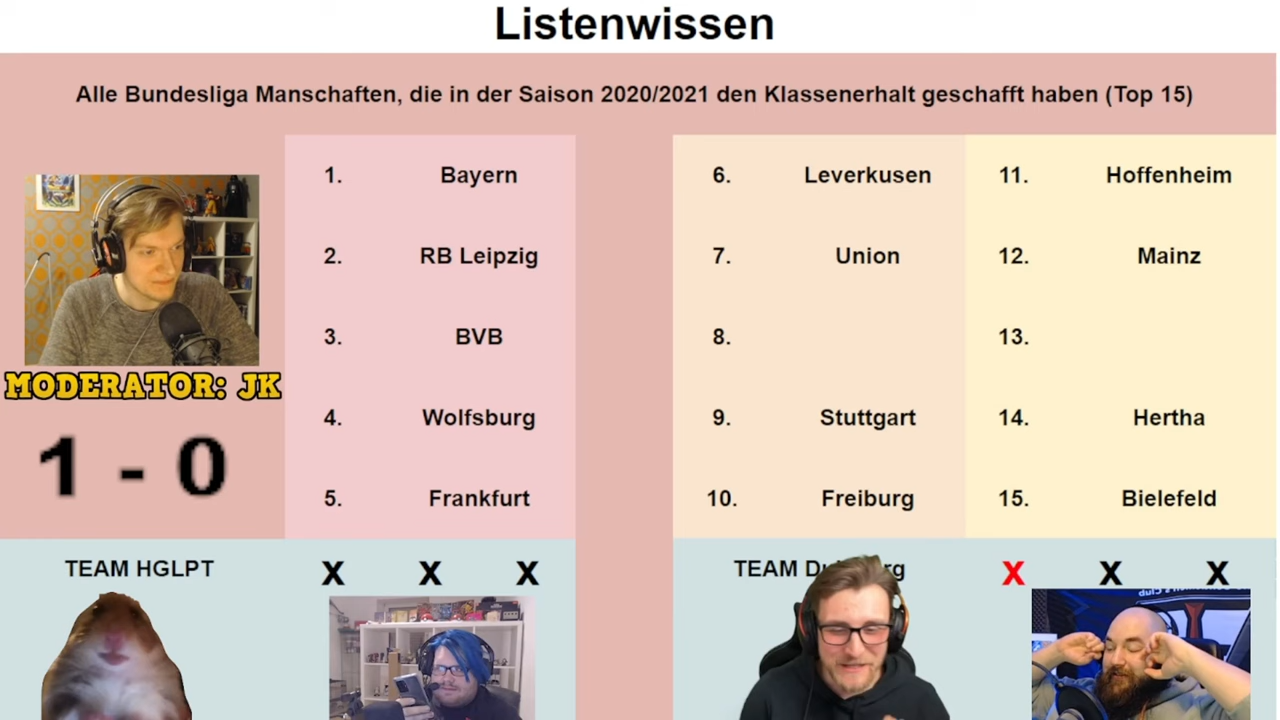 Listenwissen
Alle Bundesliga Manschaften, die in der Saison 2020/2021 den Klassenerhalt geschafft haben (Top 15)
1. Bayern
2. RB Leipzig
3. BVB
4. Wolfsburg
5. Frankfurt
6. Leverkusen
7. Union
8.
9. Stuttgart
10. Freiburg
11. Hoffenheim
12. Mainz
13.
14. Hertha
15. Bielefeld
MODERATOR: JK
1 - 0
TEAM HGLPT
X X X
TEAM
X X X